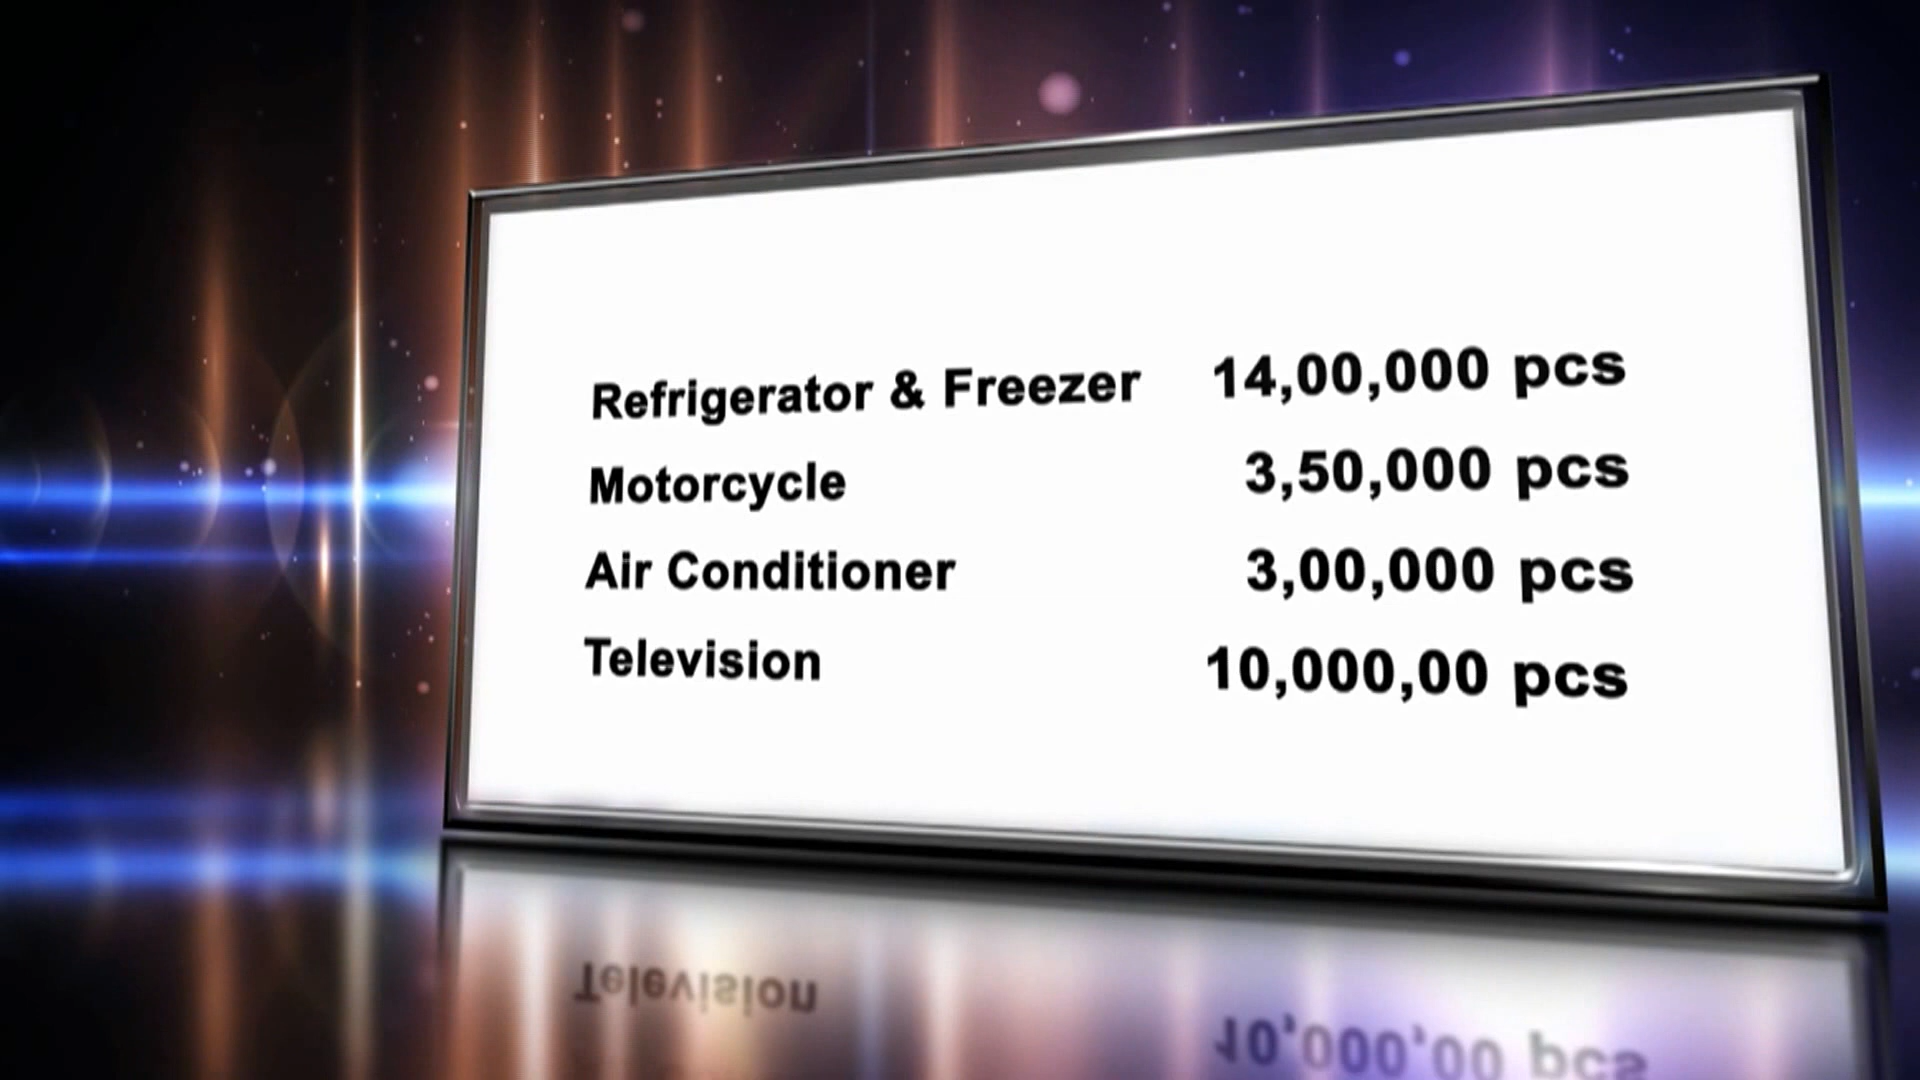 Refrigerator & Freezer 14,00,000 pcs
Motorcycle 3,50,000 pcs
Air Conditioner 3,00,000 pcs
Television 10,000,00 pcs